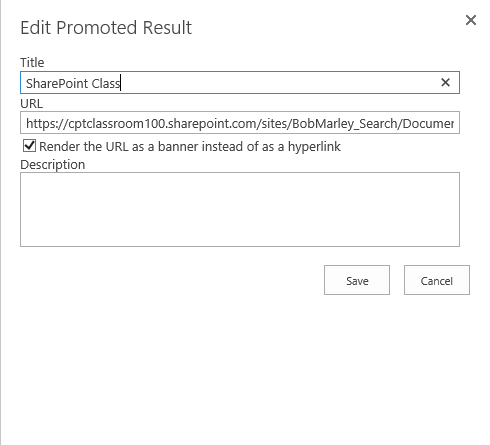 Edit Promoted Result
Title
SharePoint Class
URL
https://cptclassroom100.sharepoint.com/sites/BobMarley_Search/Documer
Render the URL as a banner instead of as a hyperlink
Description
Save
Cancel